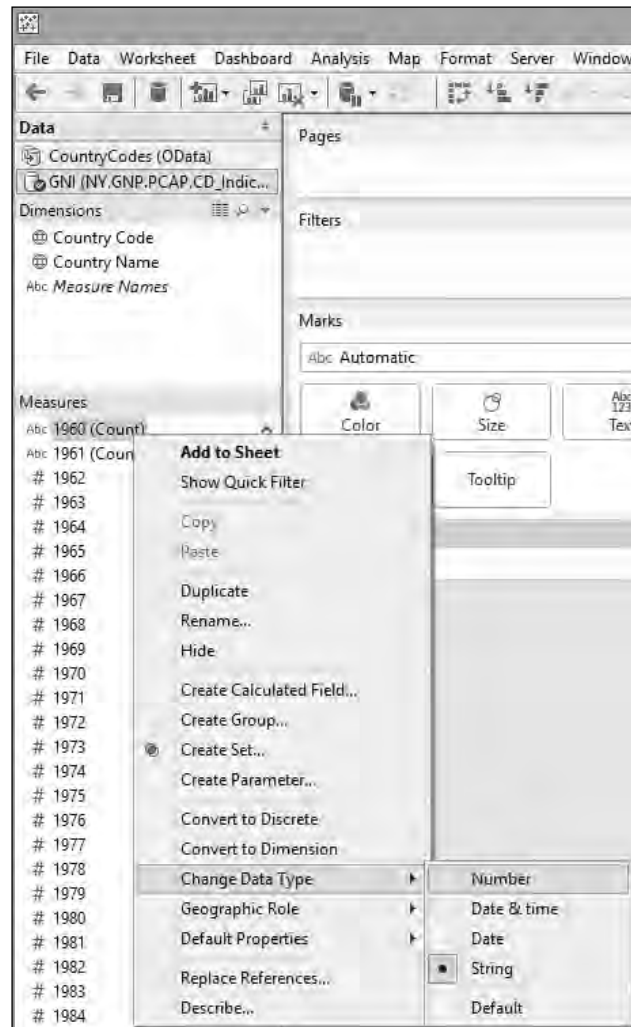 File Data Worksheet Dashboard Analysis Map Format Server Window
Data
CountryCodes (OData)
GNI (NY.GNP.PCAP.CD_Indic...
Dimensions
Country Code
Country Name
Abc Measure Names
Pages
Filters
Marks
Abc Automatic
Color
Size
Abc
123
Tex
Tooltip
Measures
Abc 1960 (Count)
Abc 1961 (Coun
# 1962
# 1963
# 1964
# 1965
# 1966
# 1967
# 1968
# 1969
# 1970
# 1971
# 1972
# 1973
# 1974
# 1975
# 1976
# 1977
# 1978
# 1979
# 1980
# 1981
# 1982
# 1983
# 1984
Add to Sheet
Show Quick Filter
Copy
Paste
Duplicate
Rename...
Hide
Create Calculated Field...
Create Group...
Create Set...
Create Parameter...
Convert to Discrete
Convert to Dimension
Change Data Type
Geographic Role
Default Properties
Replace References...
Describe...
Number
Date & time
Date
String
Default